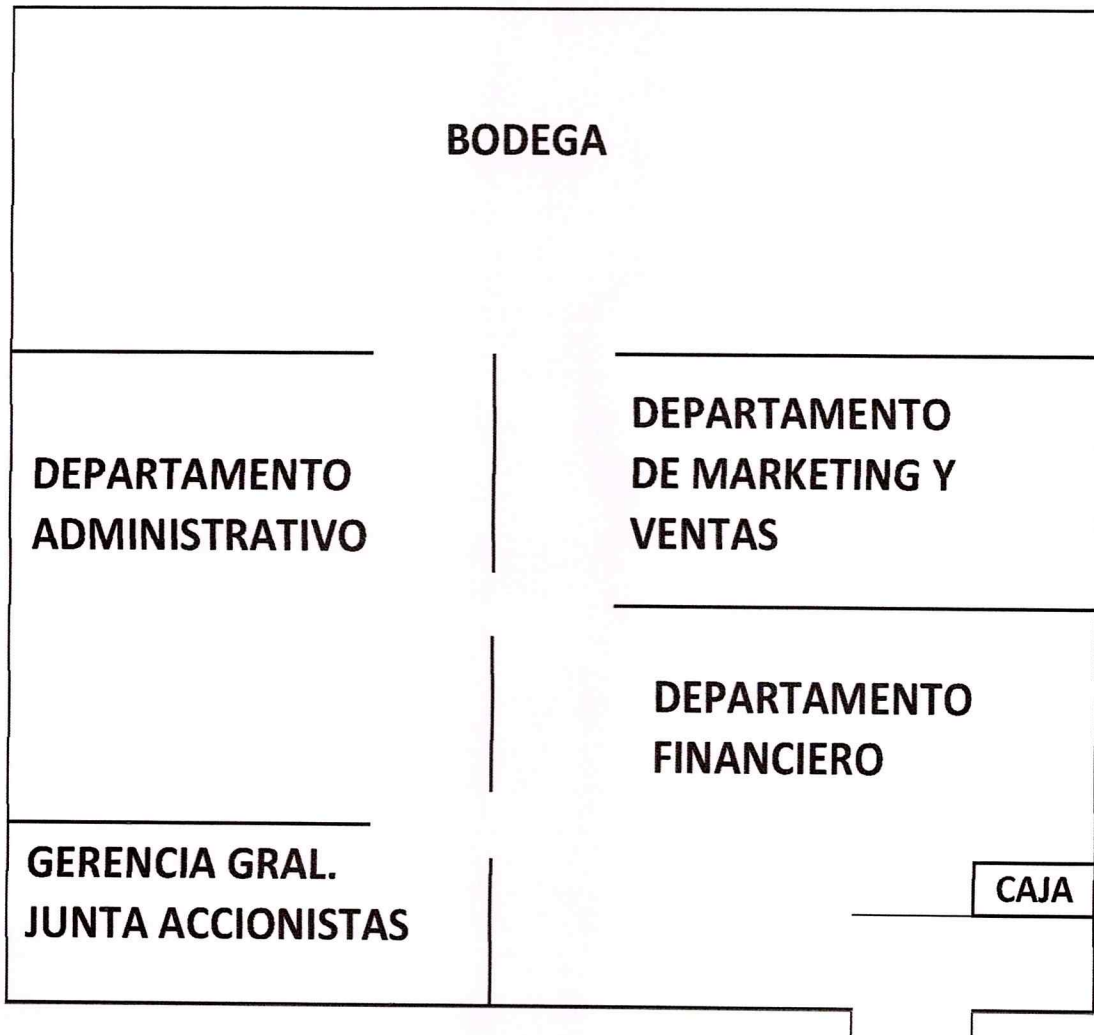 BODEGA
DEPARTAMENTO
ADMINISTRATIVO
DEPARTAMENTO
DE MARKETING Y
VENTAS
DEPARTAMENTO
FINANCIERO
GERENCIA GRAL.
JUNTA ACCIONISTAS
CAJA